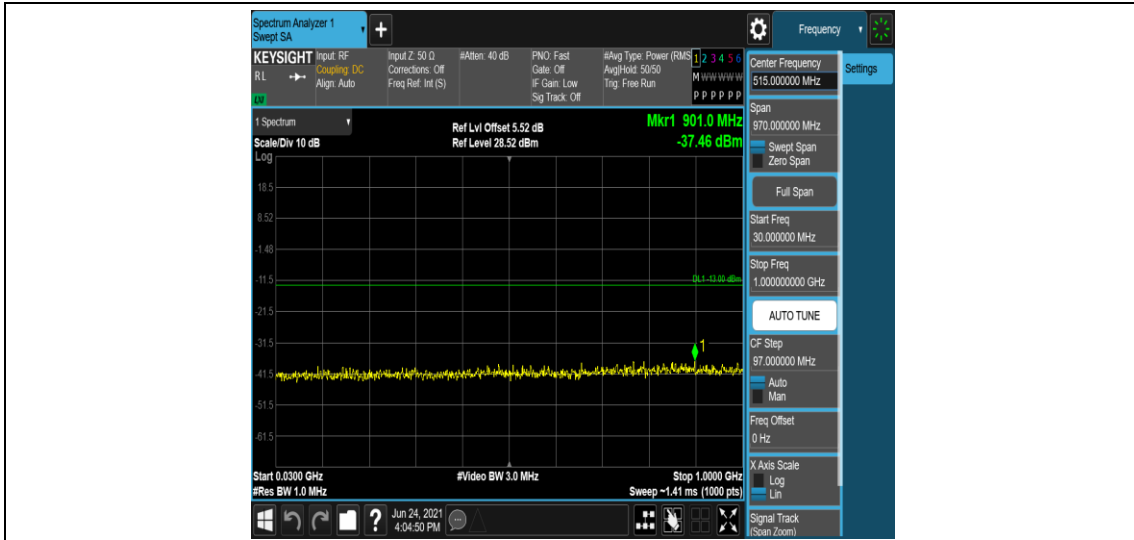 Spectrum Analyzer 1
Swept SA
+
Frequency
KEYSIGHT
RL
LXI
Input: RF
Coupling: DC
Align: Auto
Input Z: 50 Ω
Corrections: Off
Freq Ref: Int (S)
#Atten: 40 dB
PNO: Fast
Gate: Off
IF Gain: Low
Sig Track: Off
#Avg Type: Power (RMS
Avg|Hold: 50/50
Trig: Free Run
1 2 3 4 5 6
M W W W W W
P P P P P P
1 Spectrum
Scale/Div 10 dB
Log
Ref Lvl Offset 5.52 dB
Ref Level 28.52 dBm
Mkr1 901.0 MHz
-37.46 dBm
18.5
8.52
-1.48
-11.5
-21.5
-31.5
-41.5
-51.5
-61.5
DL1 -13.00 dBm
1
Start 0.0300 GHz
#Res BW 1.0 MHz
#Video BW 3.0 MHz
Stop 1.0000 GHz
Sweep ~1.41 ms (1000 pts)
?
Jun 24, 2021
4:04:50 PM
Center Frequency
515.000000 MHz
Settings
Span
970.000000 MHz
Swept Span
Zero Span
Full Span
Start Freq
30.000000 MHz
Stop Freq
1.000000000 GHz
AUTO TUNE
CF Step
97.000000 MHz
Auto
Man
Freq Offset
0 Hz
X Axis Scale
Log
Lin
Signal Track
(Span Zoom)